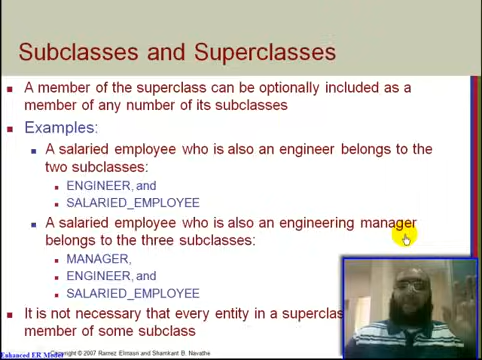 Subclasses and Superclasses
A member of the superclass can be optionally included as a
member of any number of its subclasses
Examples:
A salaried employee who is also an engineer belongs to the
two subclasses:
ENGINEER, and
SALARIED_EMPLOYEE
A salaried employee who is also an engineering manager
belongs to the three subclasses:
MANAGER,
ENGINEER, and
SALARIED_EMPLOYEE
It is not necessary that every entity in a superclas
member of some subclass
Enhanced ER Model
Copyright © 2007 Ramez Elmasri and Shamkant B. Navathe